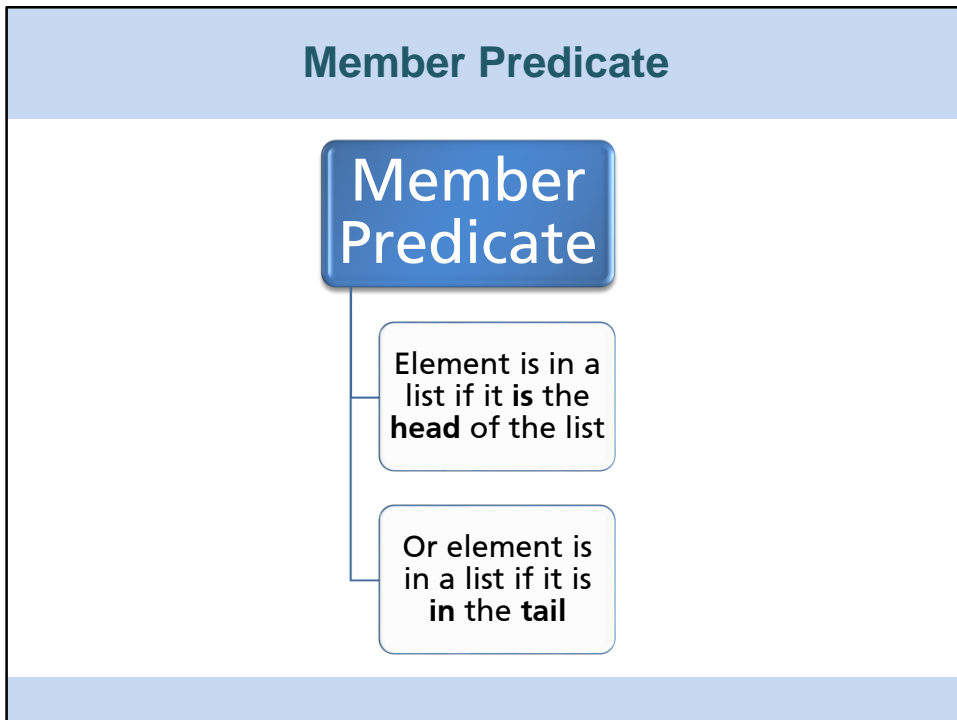 Member Predicate
Member
Predicate
Element is in a
list if it is the
head of the list
Or element is
in a list if it is
in the tail